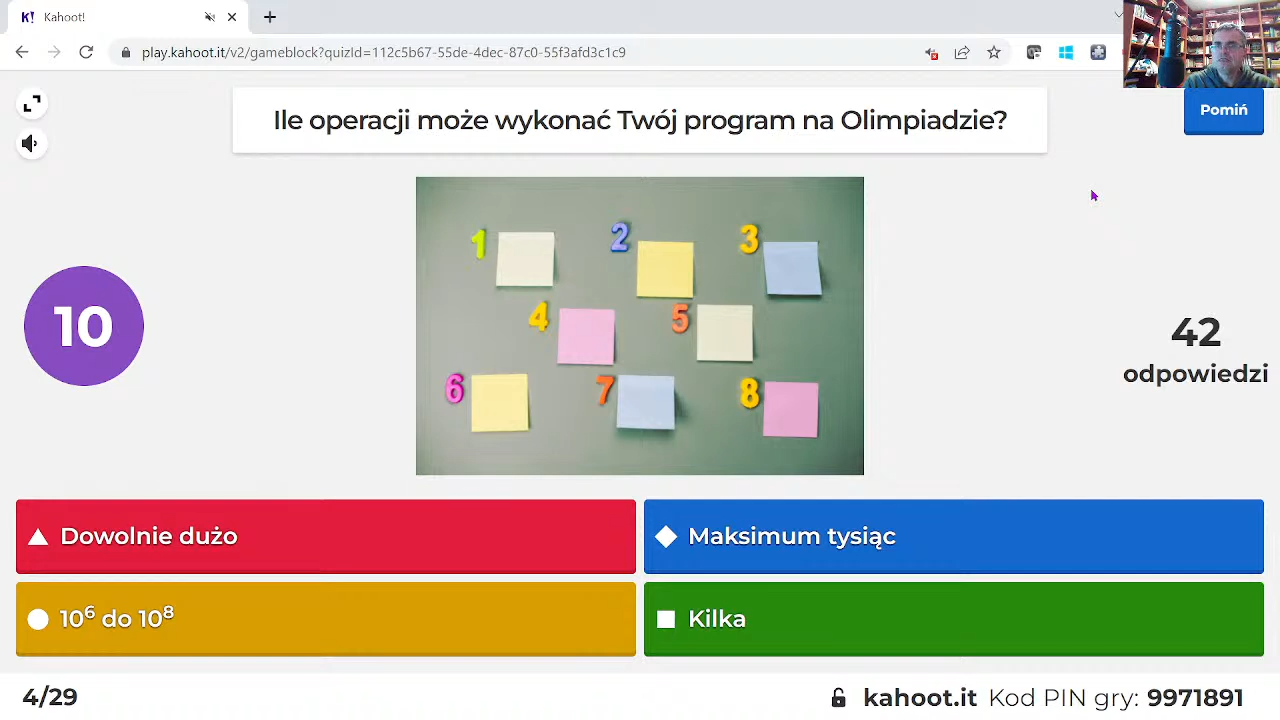 Kahoot!
play.kahoot.it/v2/gameblock?quizId=112c5b67-55de-4dec-87c0-55f3afd3c1c9
Ile operacji może wykonać Twój program na Olimpiadzie?
Pomiń
1 2 3
4 5
6 7 8
10
42
odpowiedzi
Dowolnie dużo
Maksimum tysiąc
10⁶ do 10⁸
Kilka
4/29
kahoot.it Kod PIN gry: 9971891